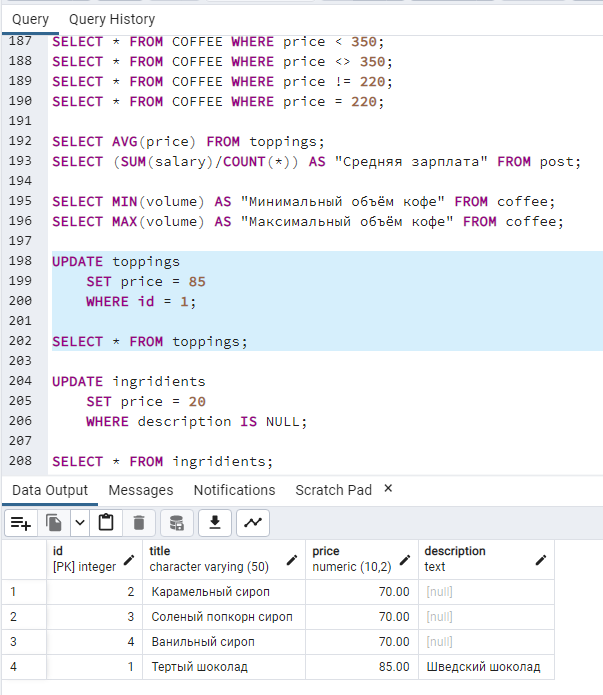 Query Query History
187 SELECT * FROM COFFEE WHERE price < 350;
188 SELECT * FROM COFFEE WHERE price <> 350;
189 SELECT * FROM COFFEE WHERE price != 220;
190 SELECT * FROM COFFEE WHERE price = 220;
191
192 SELECT AVG(price) FROM toppings;
193 SELECT (SUM(salary)/COUNT(*)) AS "Средняя зарплата" FROM post;
194
195 SELECT MIN(volume) AS "Минимальный объём кофе" FROM coffee;
196 SELECT MAX(volume) AS "Максимальный объём кофе" FROM coffee;
197
198 UPDATE toppings
199 SET price = 85
200 WHERE id = 1;
201
202 SELECT * FROM toppings;
203
204 UPDATE ingridients
205 SET price = 20
206 WHERE description IS NULL;
207
208 SELECT * FROM ingridients;
Data Output Messages Notifications Scratch Pad ×
id title price description
[PK] integer character varying (50) numeric (10,2) text
1 2 Карамельный сироп 70.00 [null]
2 3 Соленый попкорн сироп 70.00 [null]
3 4 Ванильный сироп 70.00 [null]
4 1 Тертый шоколад 85.00 Шведский шоколад